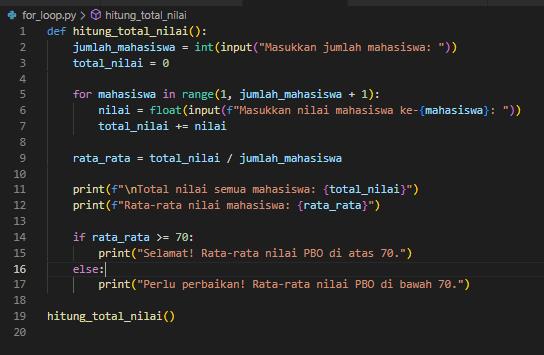 for_loop.py > hitung_total_nilai
1 def hitung_total_nilai():
2     jumlah_mahasiswa = int(input("Masukkan jumlah mahasiswa: "))
3     total_nilai = 0
4
5     for mahasiswa in range(1, jumlah_mahasiswa + 1):
6         nilai = float(input(f"Masukkan nilai mahasiswa ke-{mahasiswa}: "))
7         total_nilai += nilai
8
9     rata_rata = total_nilai / jumlah_mahasiswa
10
11     print(f"\nTotal nilai semua mahasiswa: {total_nilai}")
12     print(f"Rata-rata nilai mahasiswa: {rata_rata}")
13
14     if rata_rata >= 70:
15         print("Selamat! Rata-rata nilai PBO di atas 70.")
16     else:
17         print("Perlu perbaikan! Rata-rata nilai PBO di bawah 70.")
18
19 hitung_total_nilai()
20